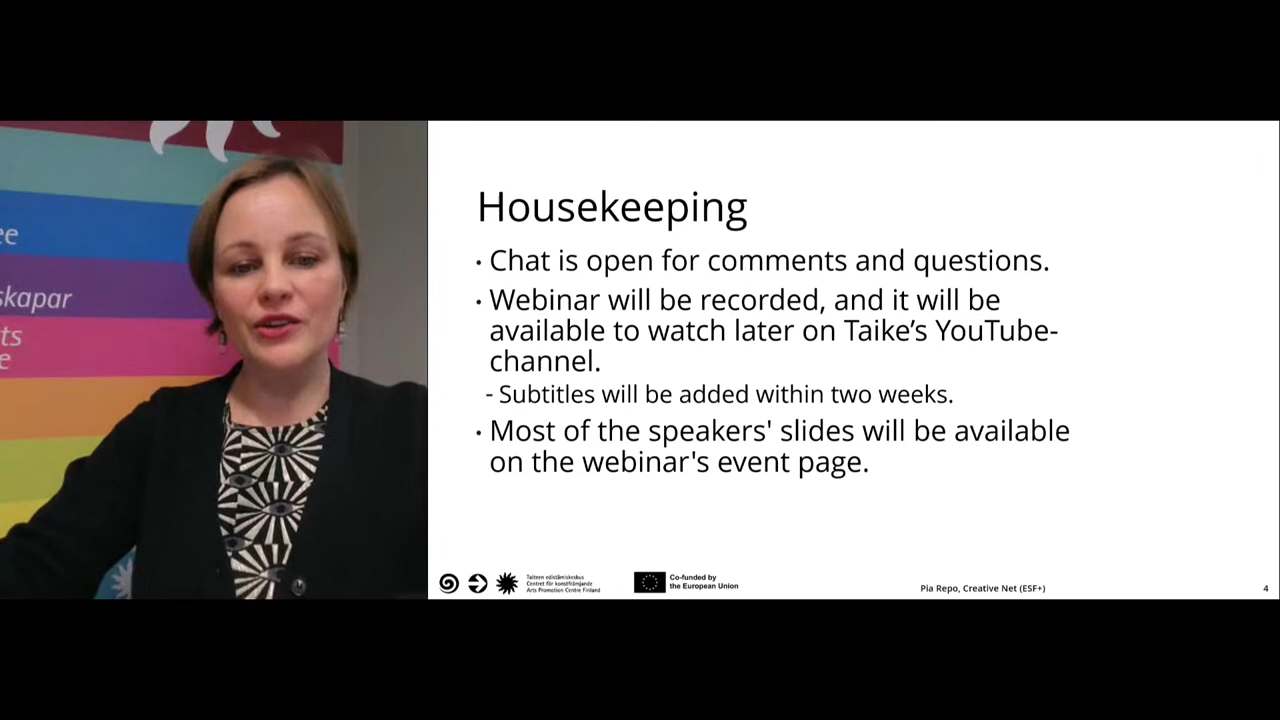 ee
skapar
ts
e
Housekeeping
• Chat is open for comments and questions.
• Webinar will be recorded, and it will be
available to watch later on Taike’s YouTube-
channel.
- Subtitles will be added within two weeks.
• Most of the speakers' slides will be available
on the webinar's event page.
Taiteen edistämiskeskus
Centret för konstfrämjande
Arts Promotion Centre Finland
Co-funded by
the European Union
Pia Repo, Creative Net (ESF+)
4